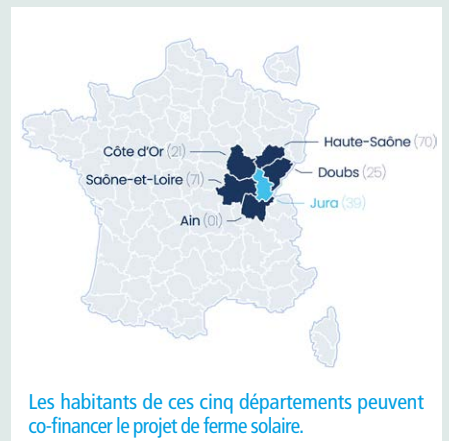 Haute-Saône (70)
Côte d'Or (21)
Doubs (25)
Saône-et-Loire (71)
Jura (39)
Ain (01)
Les habitants de ces cinq départements peuvent
co-financer le projet de ferme solaire.